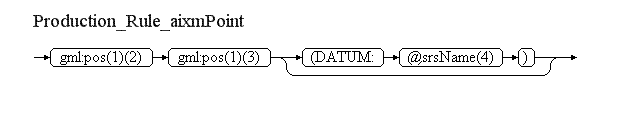 Production_Rule_aixmPoint
gml:pos(1)(2) gml:pos(1)(3) (DATUM: @srsName(4) )